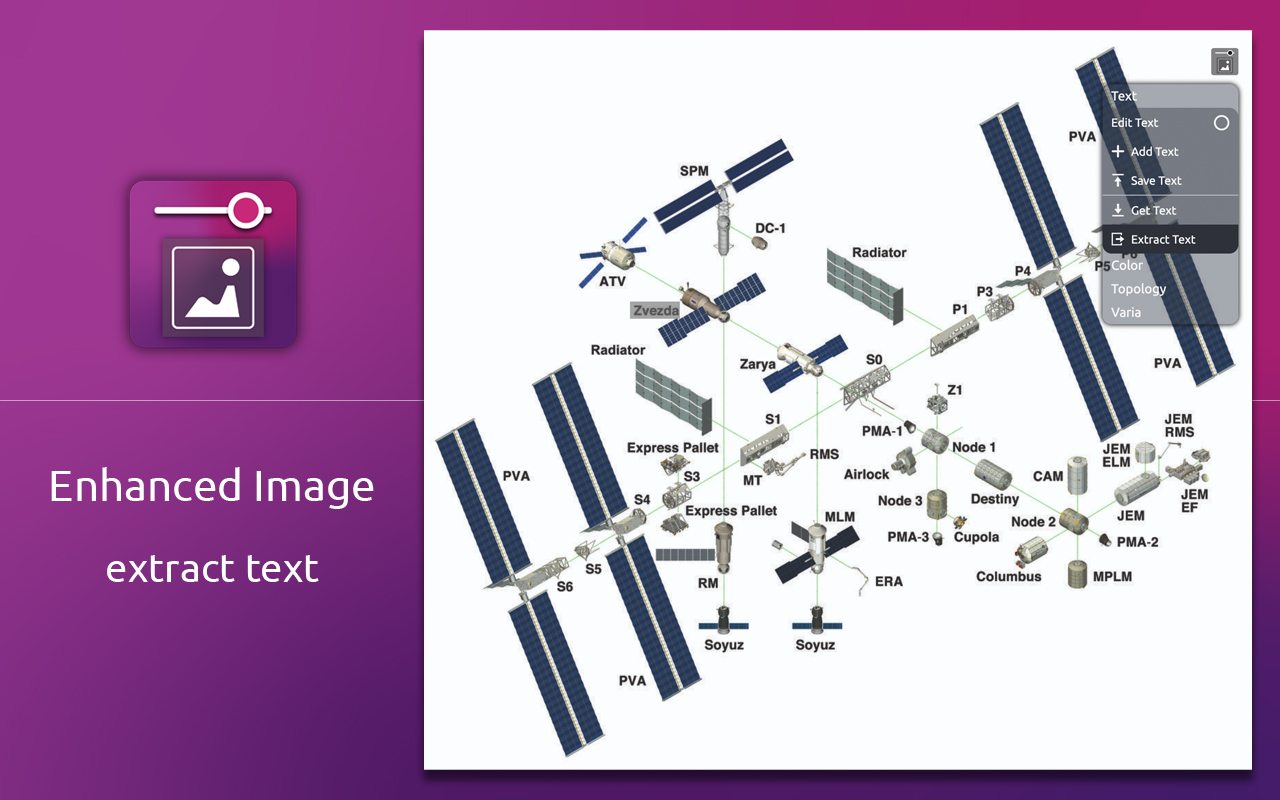 Enhanced Image
extract text
Text
Edit Text
Add Text
Save Text
Get Text
Extract Text
Color
Topology
Varia
PVA
SPM
DC-1
ATV
Radiator
P5
P4
P3
P1
Zvezda
Radiator
Zarya
S0
PVA
Z1
S1
PMA-1
JEM
RMS
Express Pallet
RMS
Node 1
JEM
ELM
PVA
S3
MT
Airlock
CAM
JEM
EF
S4
Node 3
Destiny
Express Pallet
MLM
Node 2
JEM
PMA-3
Cupola
PMA-2
S5
S6
RM
ERA
Columbus
MPLM
Soyuz
Soyuz
PVA